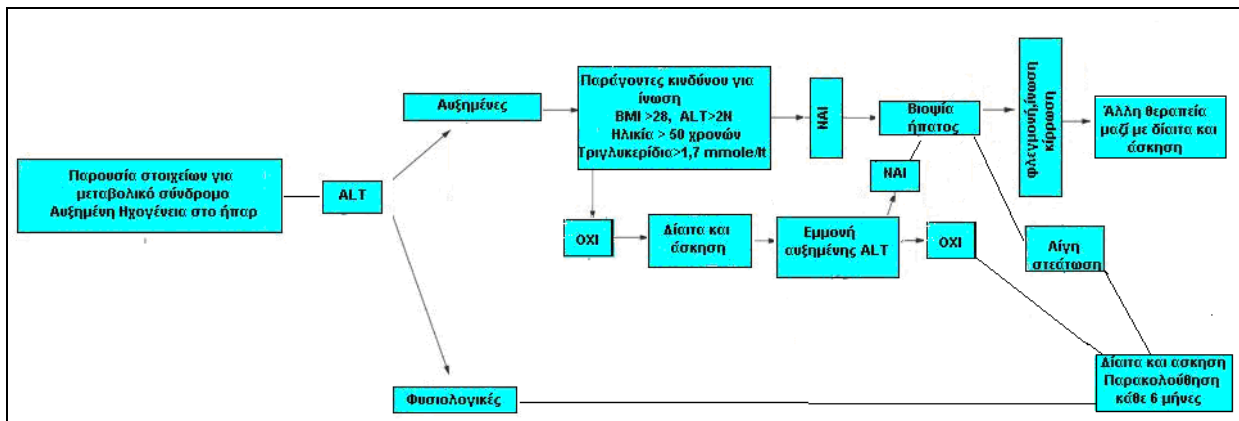 Παρουσία στοιχείων για
μεταβολικό σύνδρομο
Αυξημένη Ηχογένεια στο ήπαρ
ALT
Αυξημένες
Παράγοντες κινδύνου για
ίνωση
BMI >28, ALT>2N
Ηλικία > 50 χρονών
Τριγλυκερίδια>1,7 mmole/lt
ΝΑΙ
Βιοψία
ήπατος
φλεγμονή,ίνωση
κίρρωση
Άλλη θεραπεία
μαζί με δίαιτα και
άσκηση
ΝΑΙ
ΟΧΙ
Δίαιτα και
άσκηση
Εμμονή
αυξημένης ALT
ΟΧΙ
Λίγη
στεάτωση
Δίαιτα και ασκηση
Παρακολούθηση
κάθε 6 μήνες
Φυσιολογικές